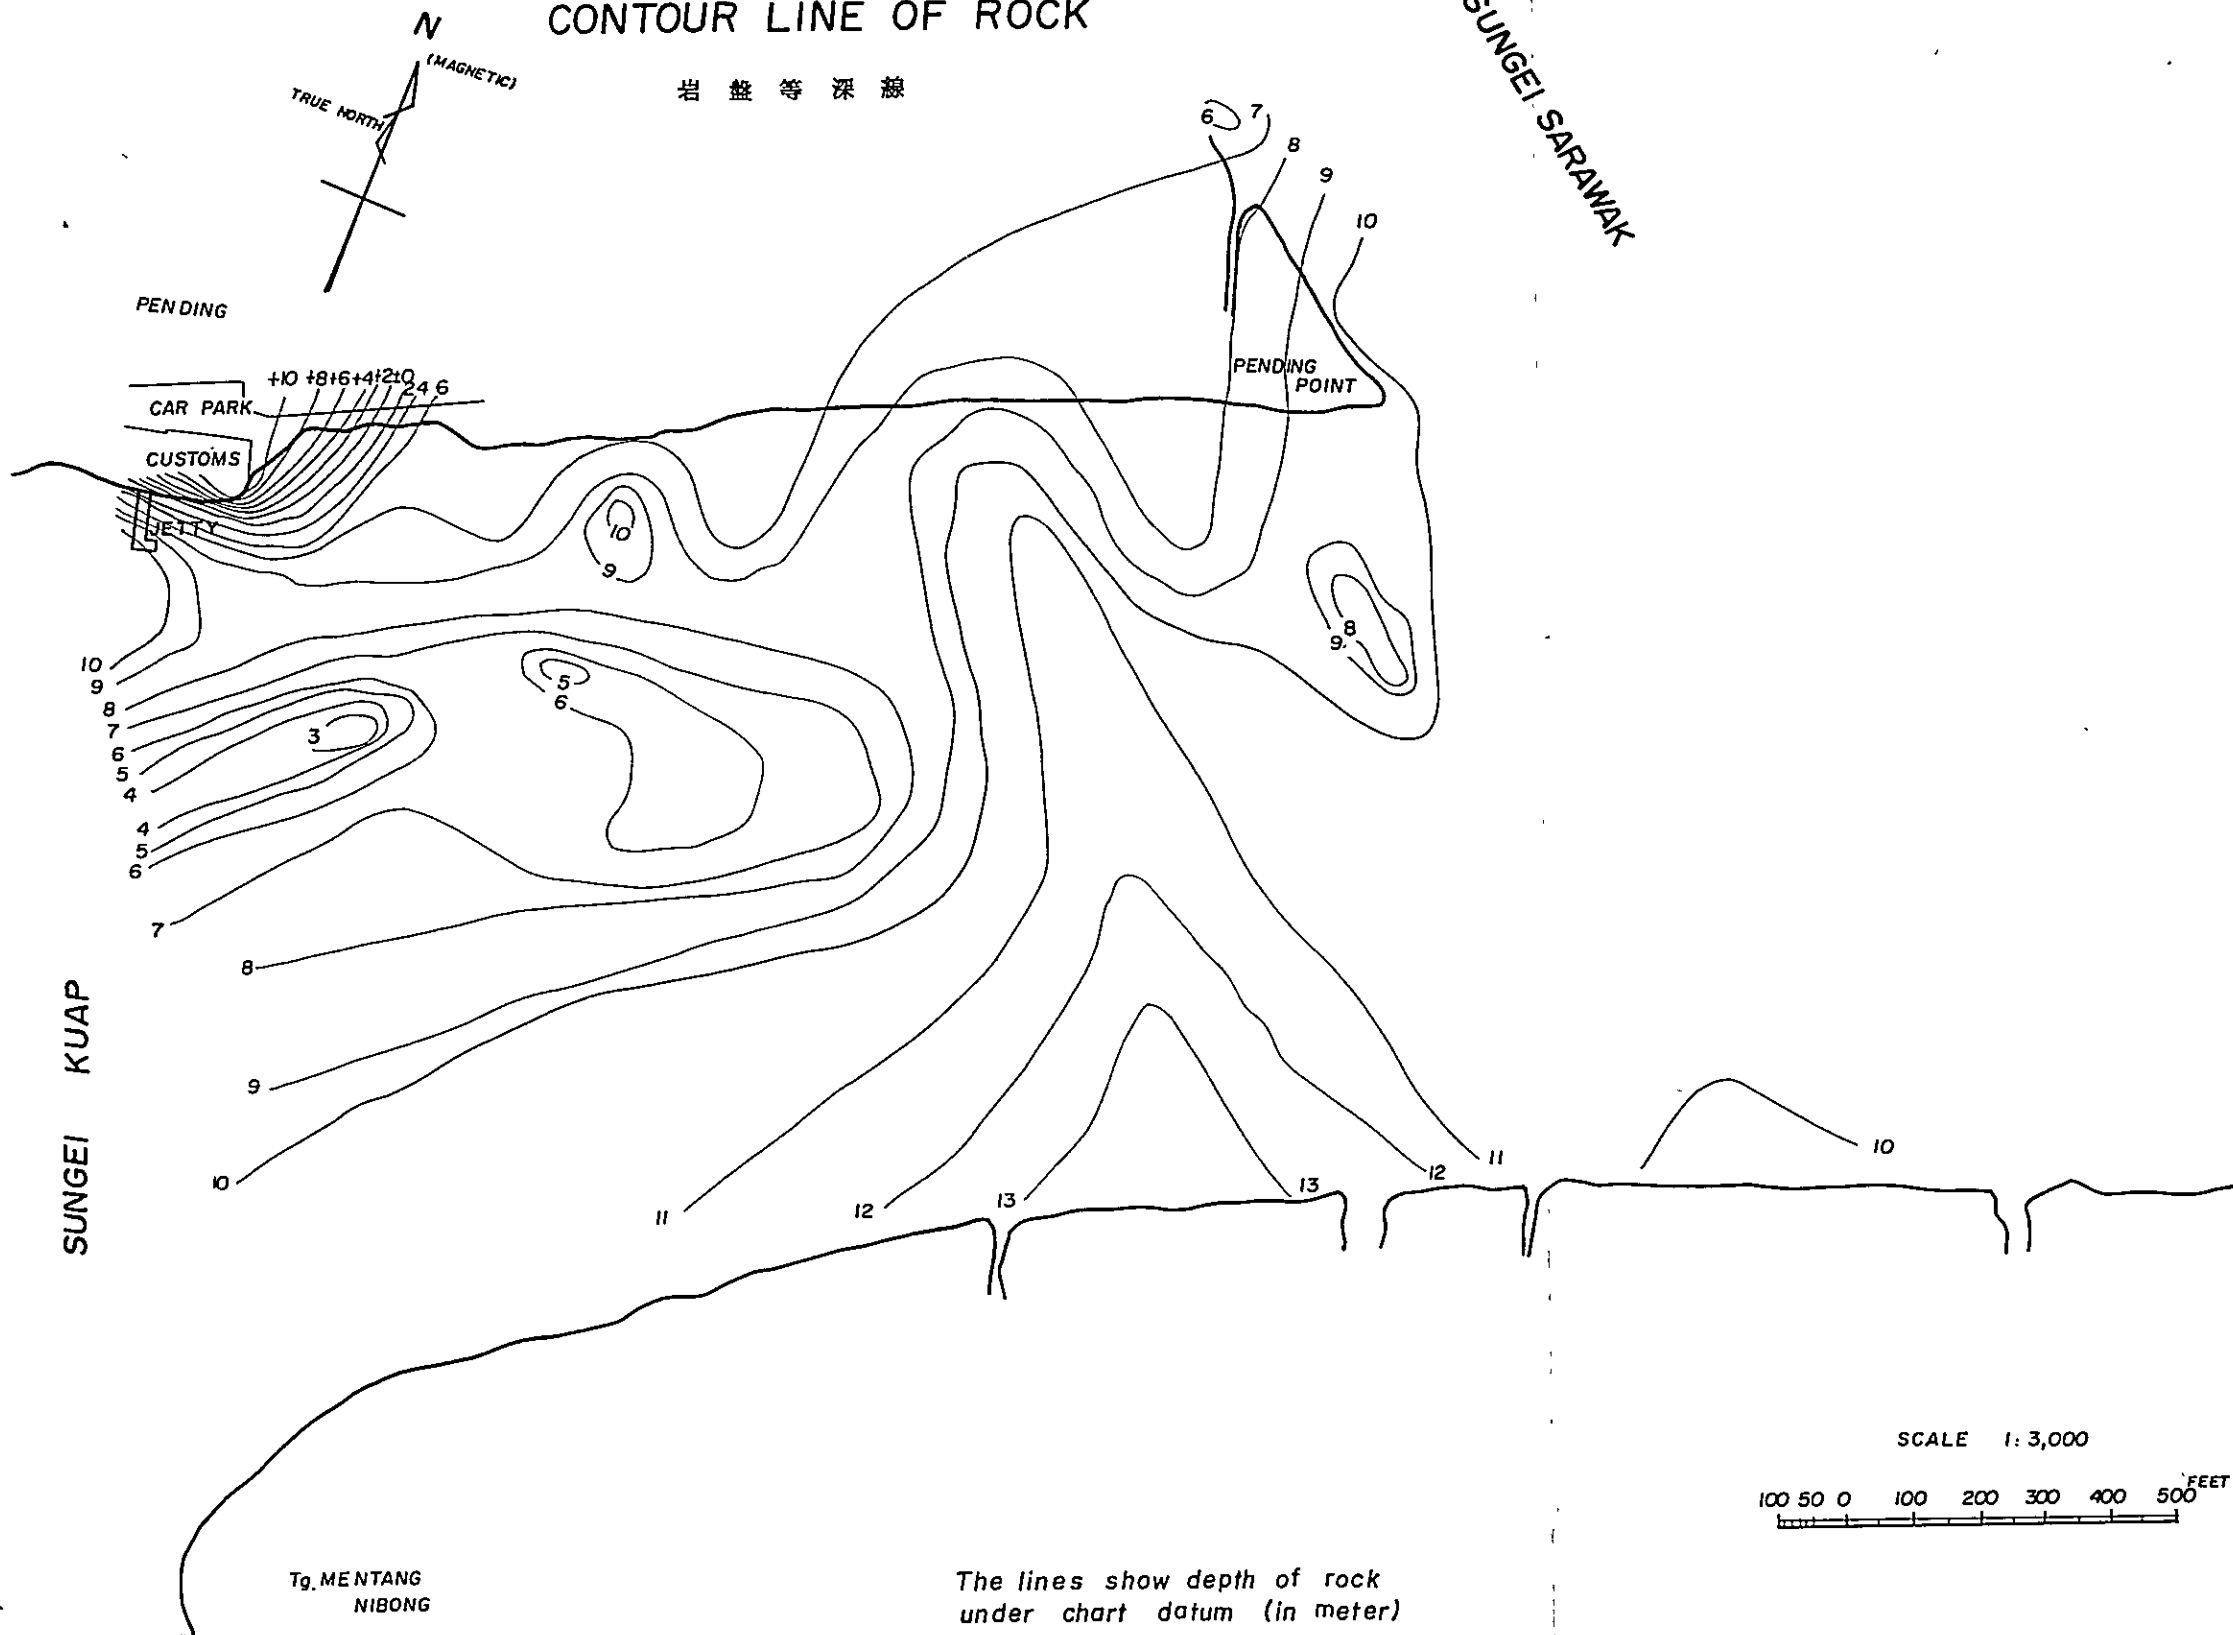 CONTOUR LINE OF ROCK
岩盤等深線
N
(MAGNETIC)
TRUE NORTH
SUNGEI SARAWAK
6
7
8
9
10
PENDING
PENDING
POINT
+10 +8 +6 +4 +2 ±0 2 4 6
CAR PARK
CUSTOMS
JETTY
10
9
8
9
10
9
8
7
6
5
4
3
5
6
4
5
6
7
8
9
10
11
12
13
13
12
11
10
SUNGEI KUAP
SCALE 1:3,000
100 50 0 100 200 300 400 500 FEET
Tg. MENTANG
NIBONG
The lines show depth of rock
under chart datum (in meter)